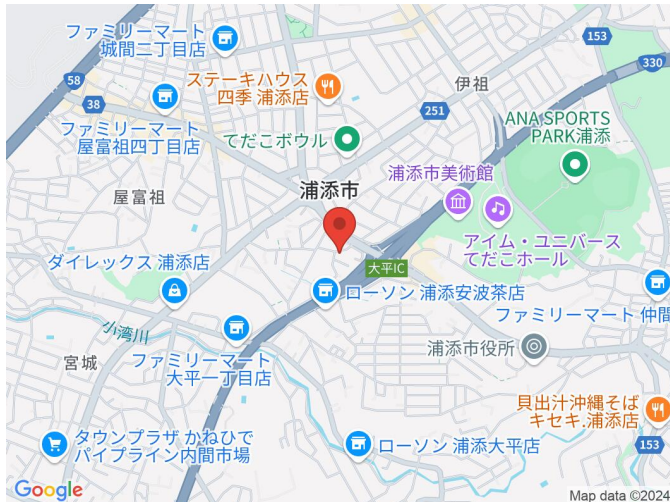 ファミリーマート
城間二丁目店
153
330
58
ステーキハウス
四季 浦添店
伊祖
38
251
ANA SPORTS
PARK浦添
ファミリーマート
屋富祖四丁目店
てだこボウル
浦添市美術館
屋富祖
浦添市
アイム・ユニバース
てだこホール
ダイレックス 浦添店
大平IC
ローソン 浦添安波茶店
ファミリーマート 仲間
小湾川
宮城
ファミリーマート
大平一丁目店
浦添市役所
貝出汁沖縄そば
キセキ.浦添店
タウンプラザ かねひで
パイプライン内間市場
ローソン 浦添大平店
153
Google
Map data ©2024